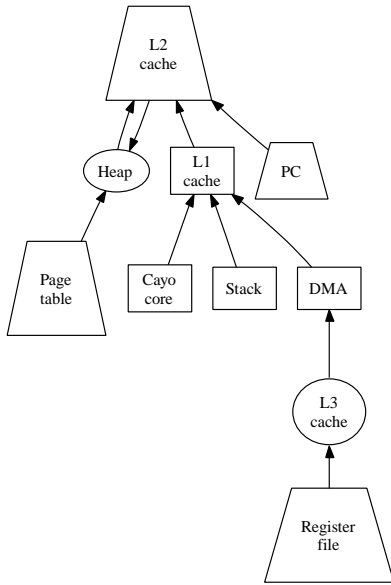 L2
cache
Heap
L1
cache
PC
Page
table
Cayo
core
Stack
DMA
L3
cache
Register
file